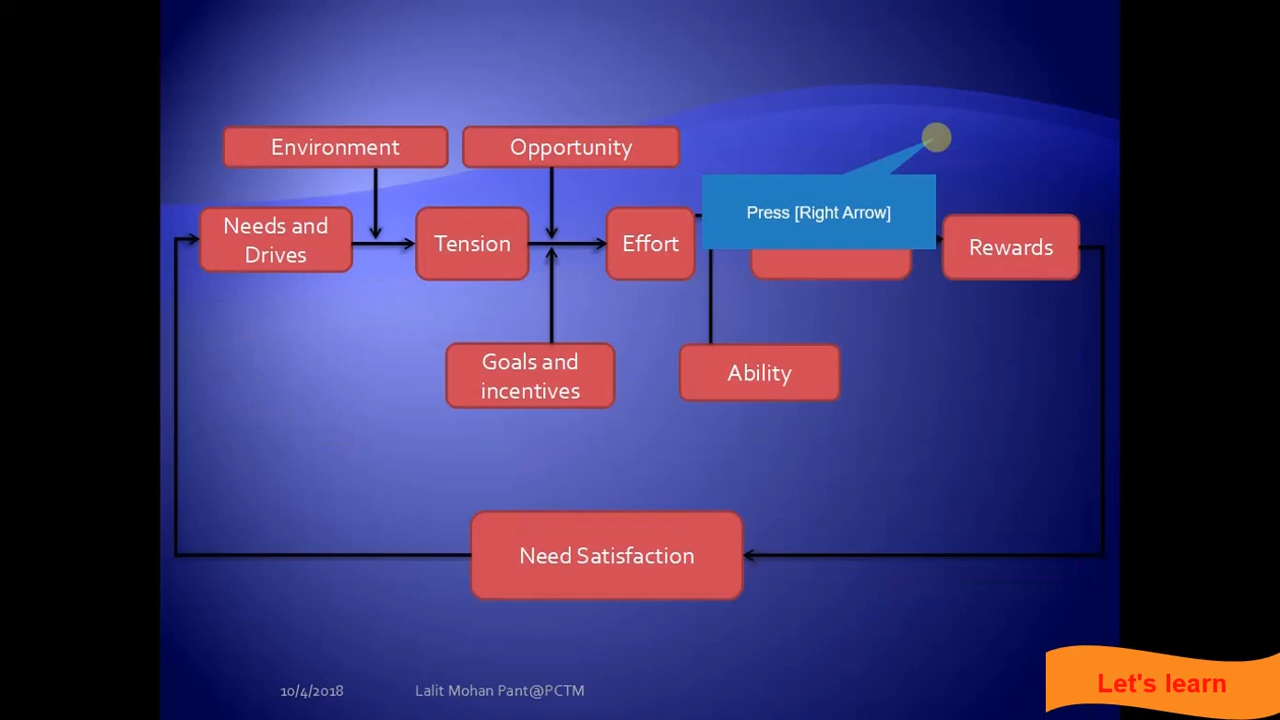 Environment
Opportunity
Needs and
Drives
Tension
Effort
Press [Right Arrow]
Rewards
Goals and
incentives
Ability
Need Satisfaction
10/4/2018
Lalit Mohan Pant@PCTM
Let's learn